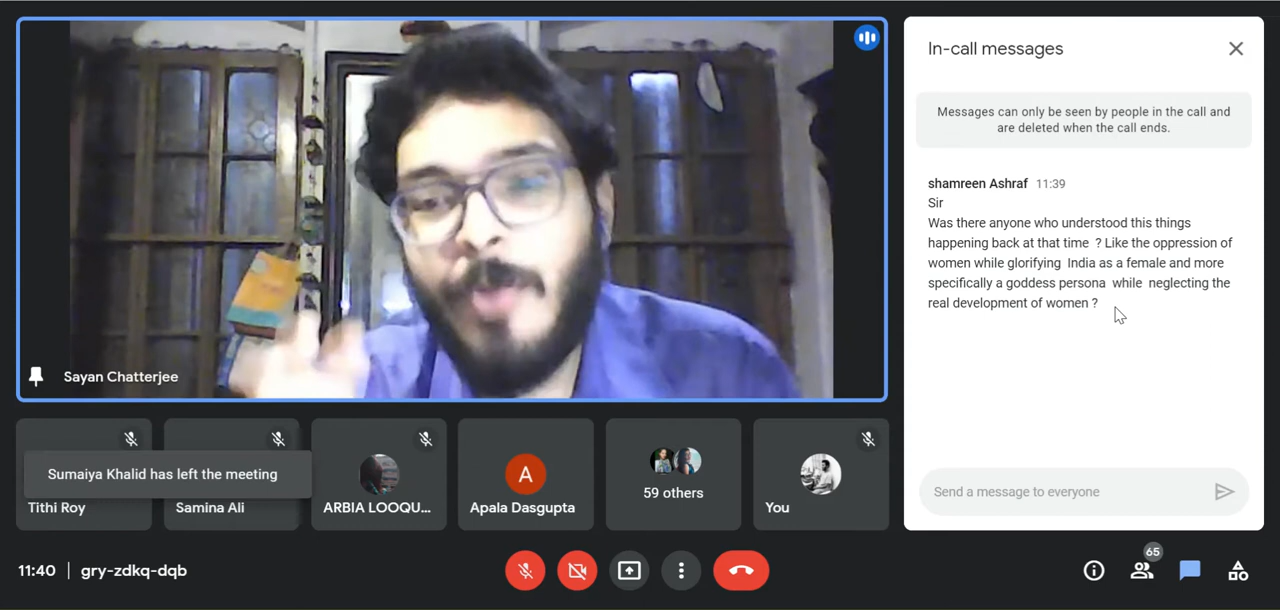 In-call messages
Messages can only be seen by people in the call and
are deleted when the call ends.
shamreen Ashraf 11:39
Sir
Was there anyone who understood this things
happening back at that time ? Like the oppression of
women while glorifying India as a female and more
specifically a goddess persona while neglecting the
real development of women ?
Sayan Chatterjee
Sumaiya Khalid has left the meeting
Tithi Roy
Samina Ali
ARBIA LOOQU...
A
Apala Dasgupta
59 others
You
Send a message to everyone
11:40 | gry-zdkq-dqb
65